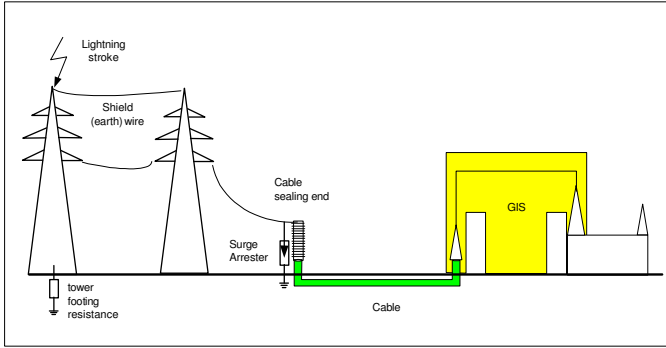 Lightning
stroke
Shield
(earth) wire
Cable
sealing end
GIS
Surge
Arrester
tower
footing
resistance
Cable